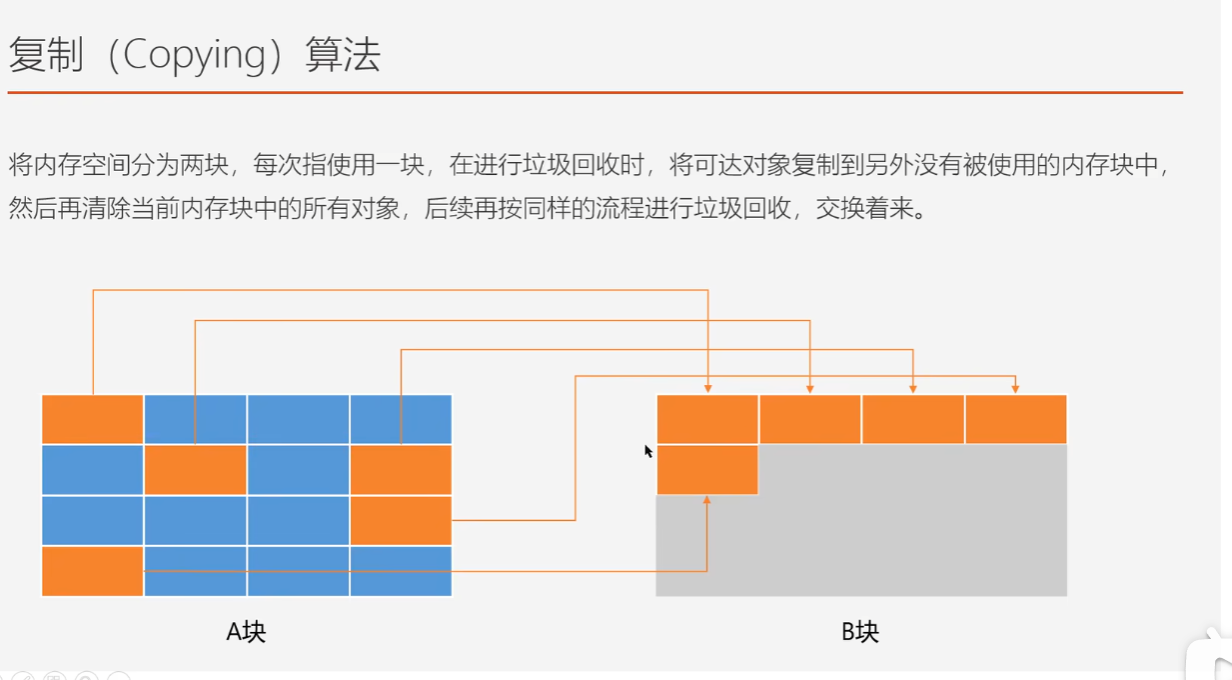 复制（Copying）算法
将内存空间分为两块，每次指使用一块，在进行垃圾回收时，将可达对象复制到另外没有被使用的内存块中，
然后再清除当前内存块中的所有对象，后续再按同样的流程进行垃圾回收，交换着来。
A块
B块